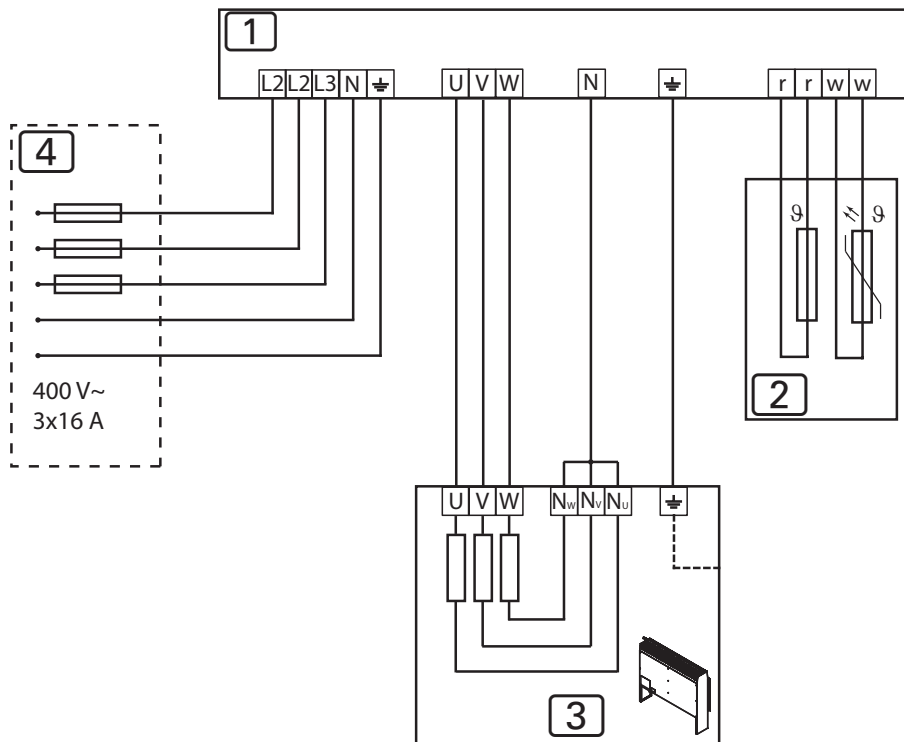 1
L2 L2 L3 N U V W N r r w w
4
ϑ ϑ
2
400 V~
3x16 A
U V W NW NV NU
3